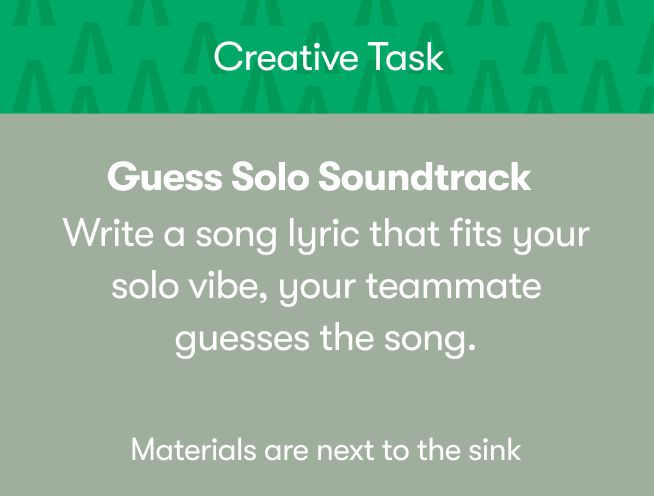 Creative Task
Guess Solo Soundtrack
Write a song lyric that fits your
solo vibe, your teammate
guesses the song.
Materials are next to the sink